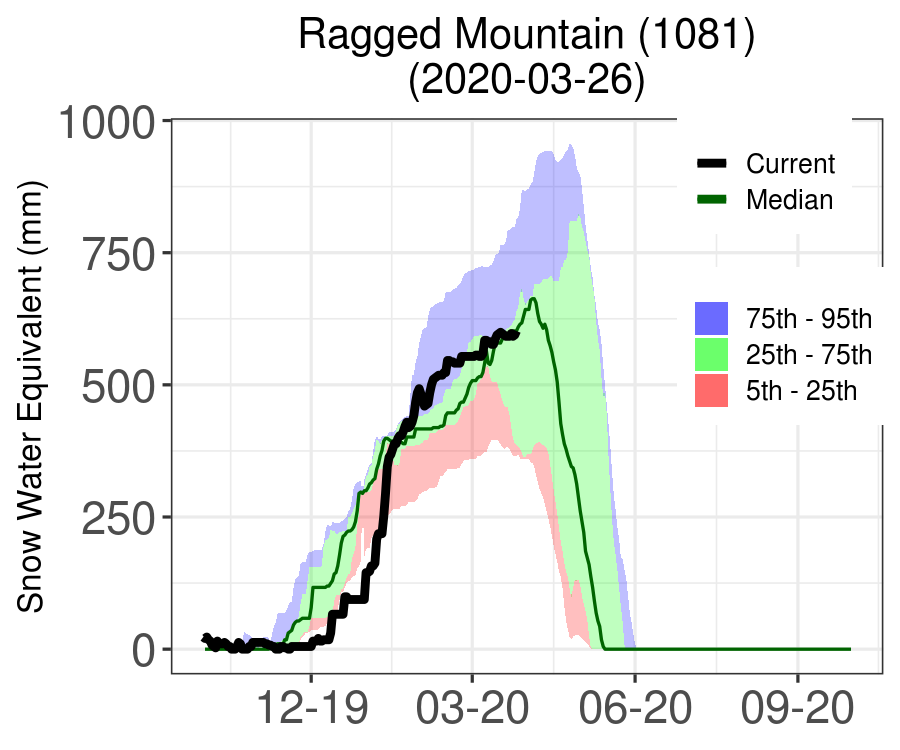 Ragged Mountain (1081)
(2020-03-26)
Snow Water Equivalent (mm)
1000
750
500
250
0
12-19
03-20
06-20
09-20
Current
Median
75th - 95th
25th - 75th
5th - 25th